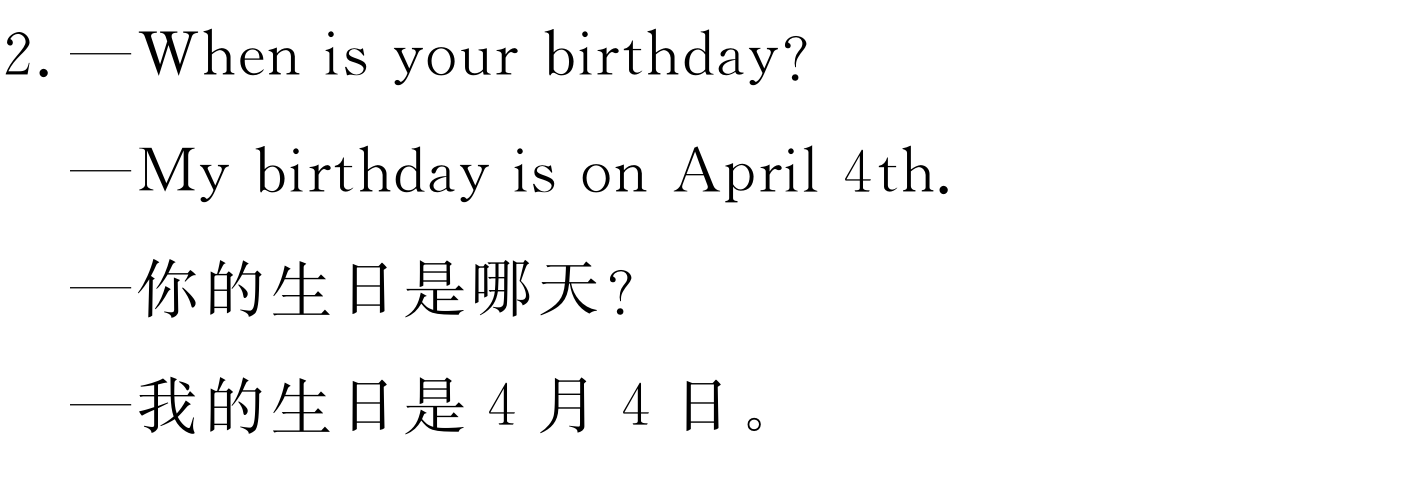 2. —When is your birthday?
—My birthday is on April 4th.
—你的生日是哪天?
—我的生日是 4 月 4 日。